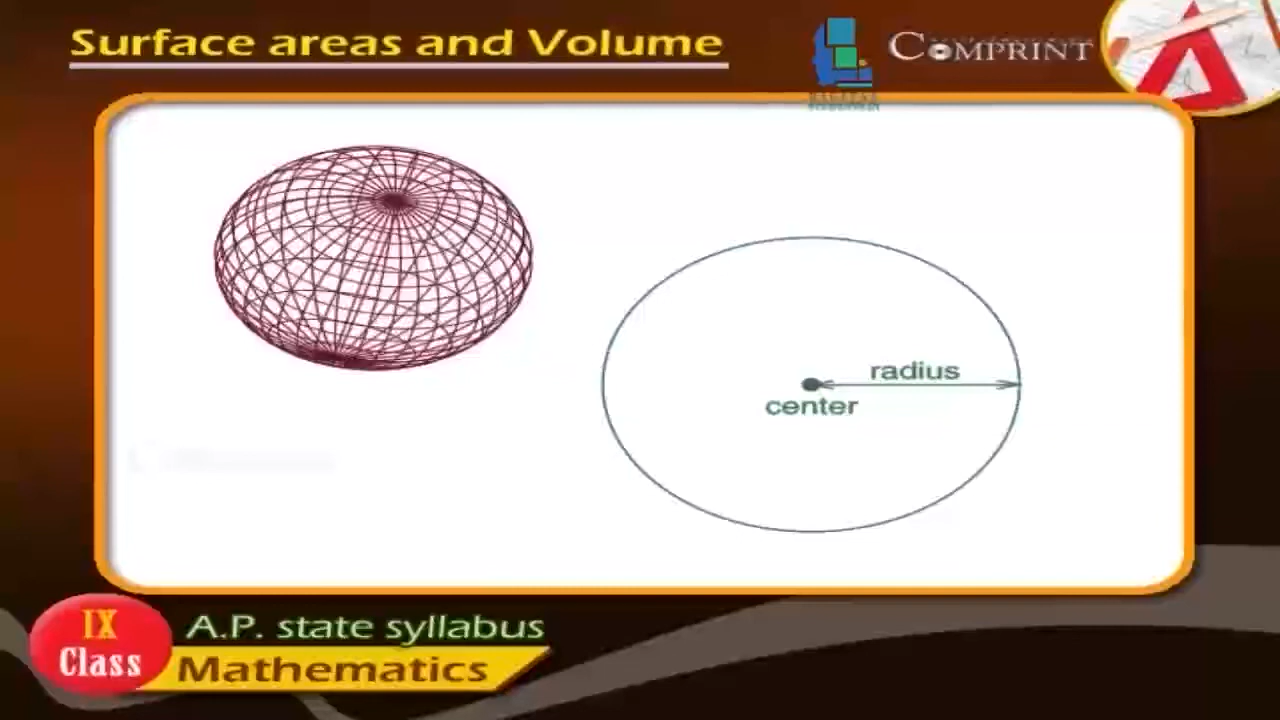 Surface areas and Volume
COMPRINT
radius
center
IX
Class
A.P. state syllabus
Mathematics